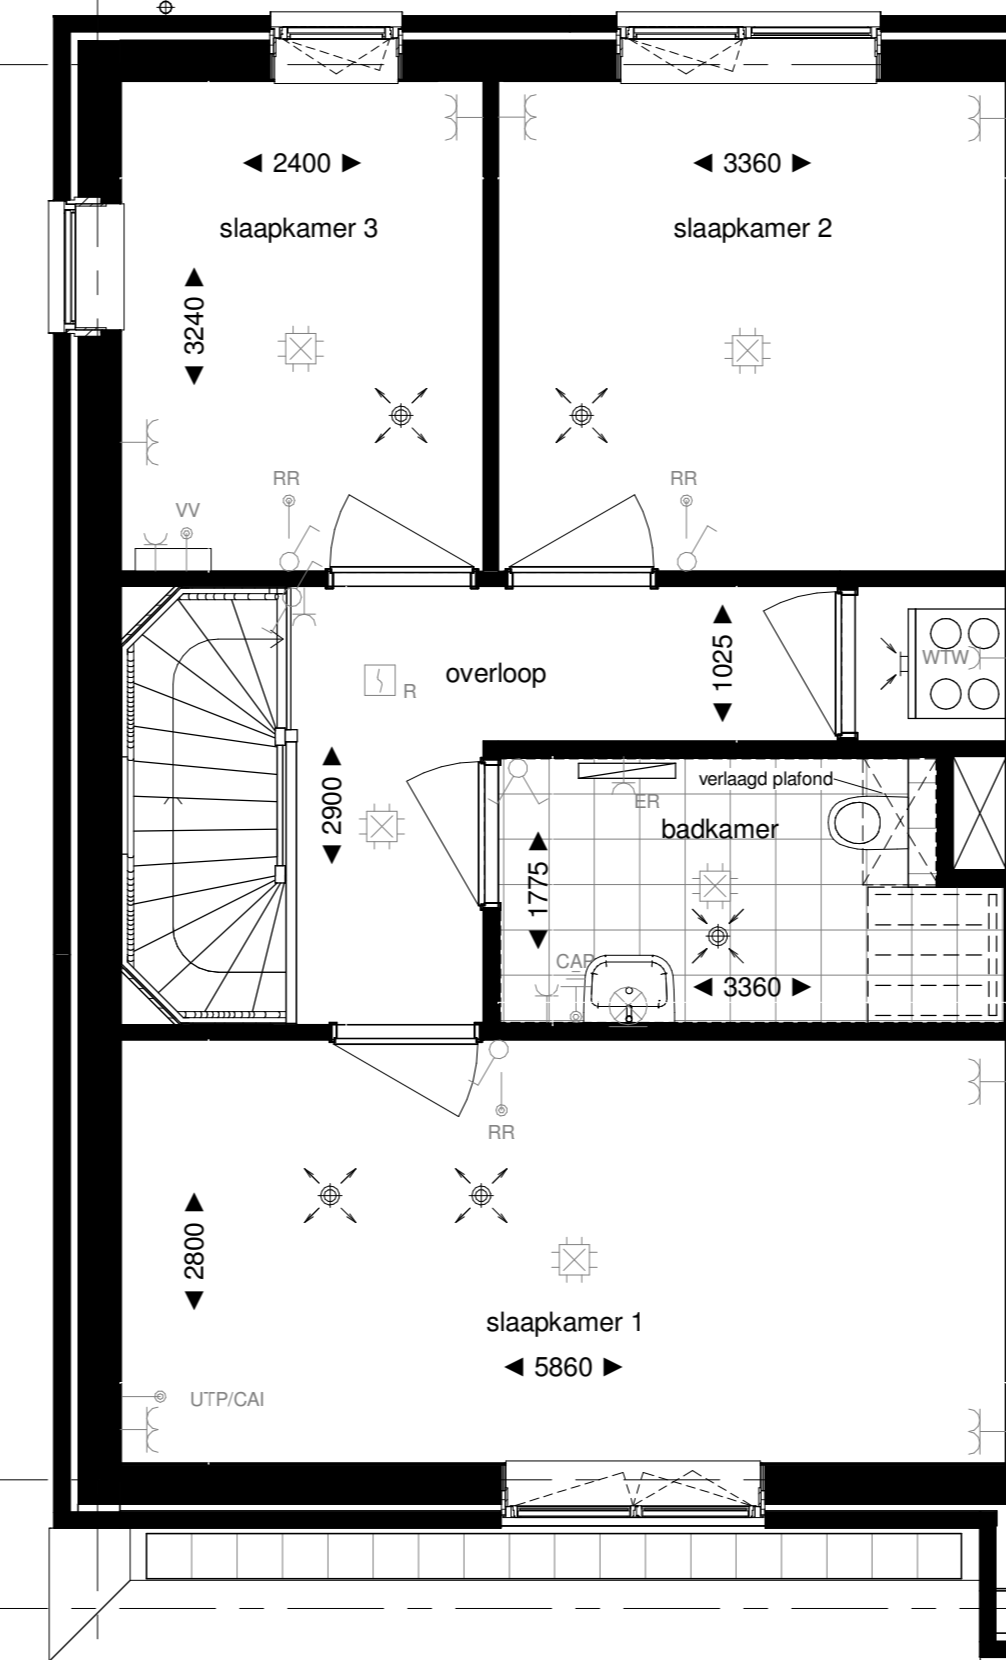 2400
3360
slaapkamer 3
slaapkamer 2
3240
RR
RR
VV
overloop
R
1025
WTW
2900
verlaagd plafond
ER
badkamer
1775
CAP
3360
RR
2800
slaapkamer 1
5860
UTP/CAI